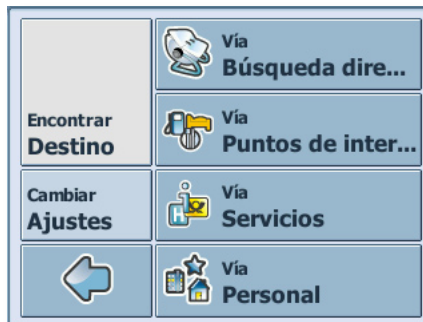 Encontrar
Destino
Cambiar
Ajustes
Vía
Búsqueda dire...
Vía
Puntos de inter...
Vía
Servicios
Vía
Personal